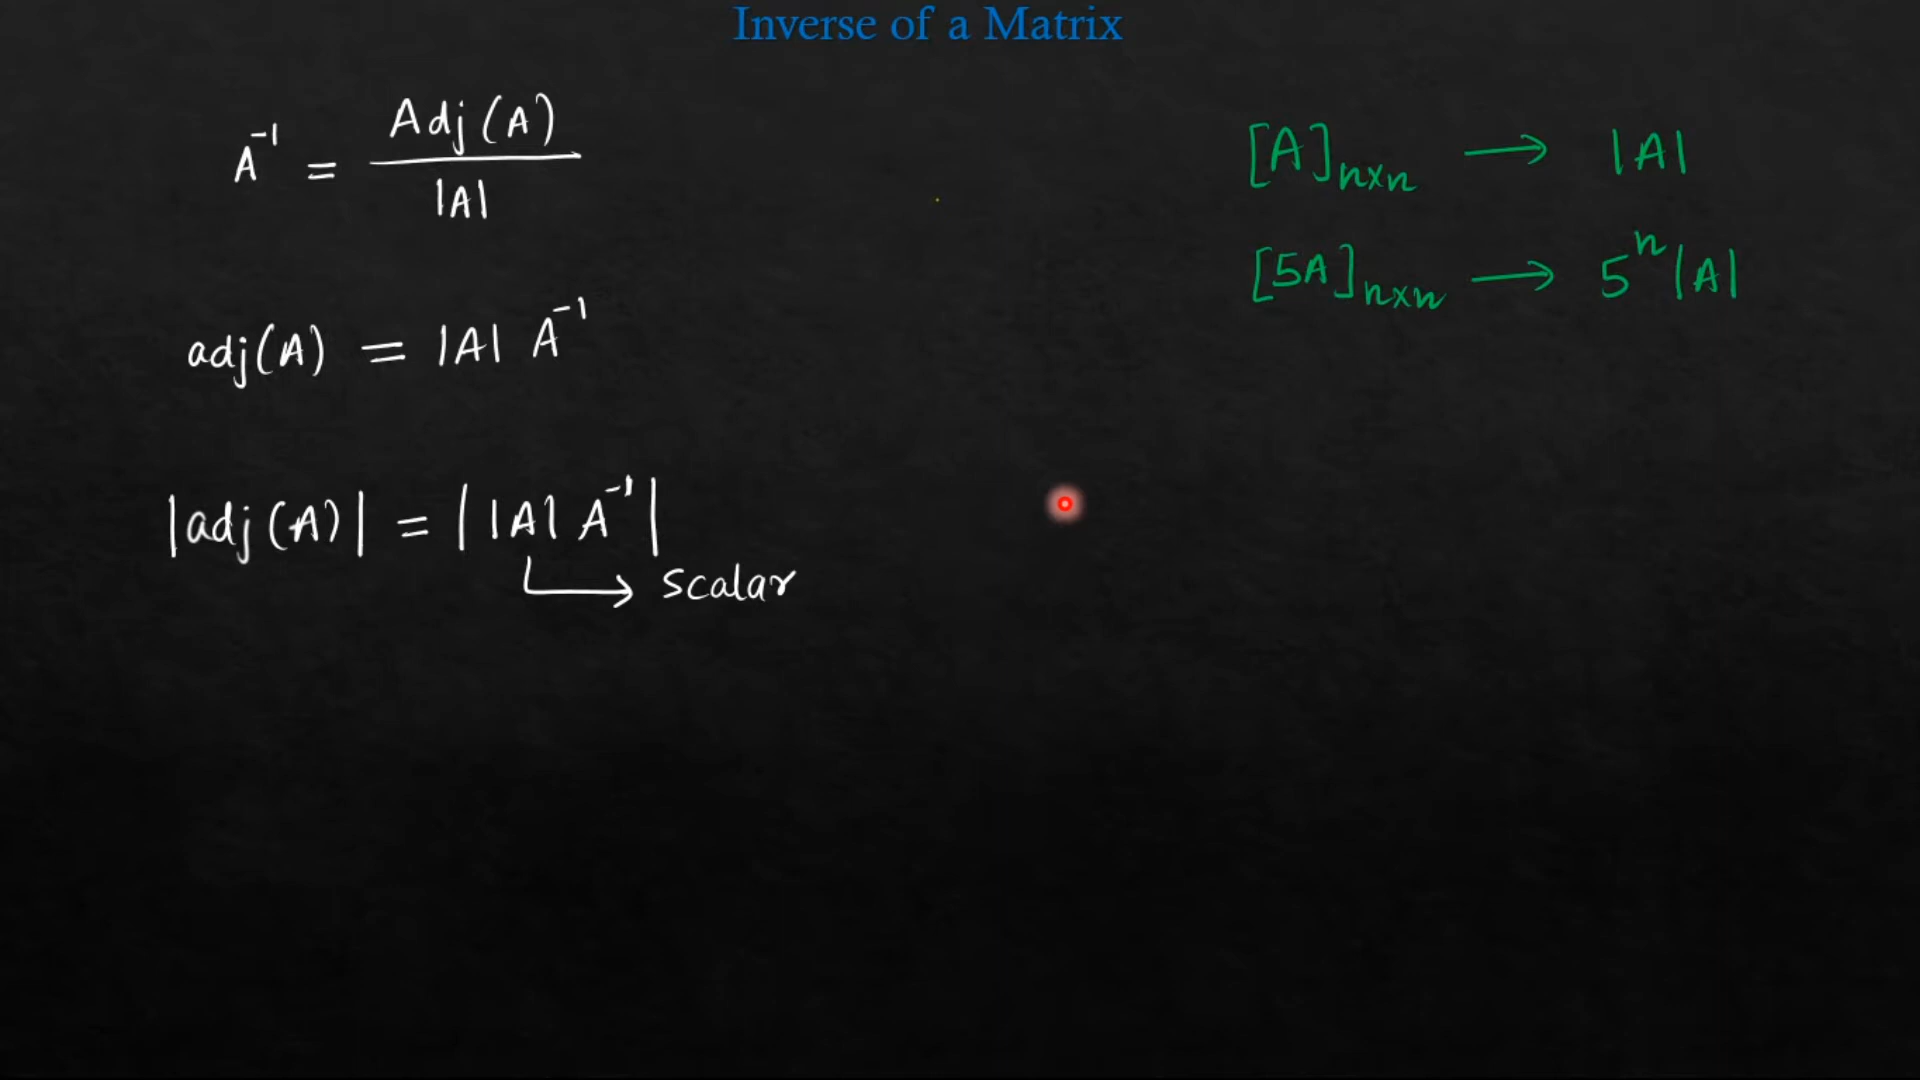 Inverse of a Matrix
A⁻¹ = Adj(A) / |A|
adj(A) = |A| A⁻¹
|adj(A)| = | |A| A⁻¹ |
scalar
[A]ₙₓₙ → |A|
[5A]ₙₓₙ → 5ⁿ |A|